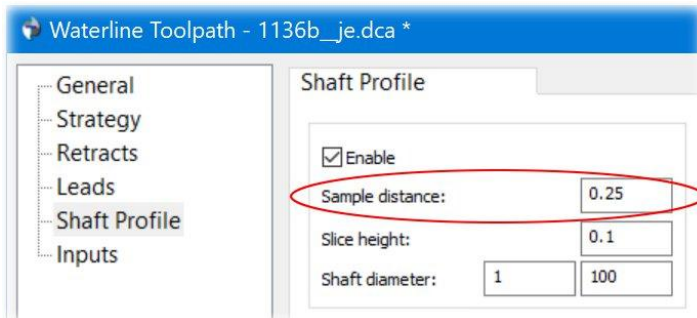 Waterline Toolpath - 1136b__je.dca *
General
Strategy
Retracts
Leads
Shaft Profile
Inputs
Shaft Profile
Enable
Sample distance: 0.25
Slice height: 0.1
Shaft diameter: 1 100